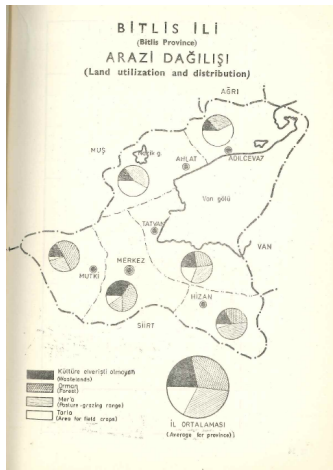 BİTLİS İLİ
(Bitlis Province)
ARAZİ DAĞILIŞI
(Land utilization and distribution)
AĞRI
MUŞ
AHLAT
ADİLCEVAZ
Van gölü
TATVAN
VAN
MERKEZ
MUTKİ
HİZAN
SİİRT
Kültüre elverişli olmayan
(Wastelands)
Orman
(Forest)
Mer'a
(Pasture-grazing range)
Tarla
(Area for field crops)
İL ORTALAMASI
(Average for province)